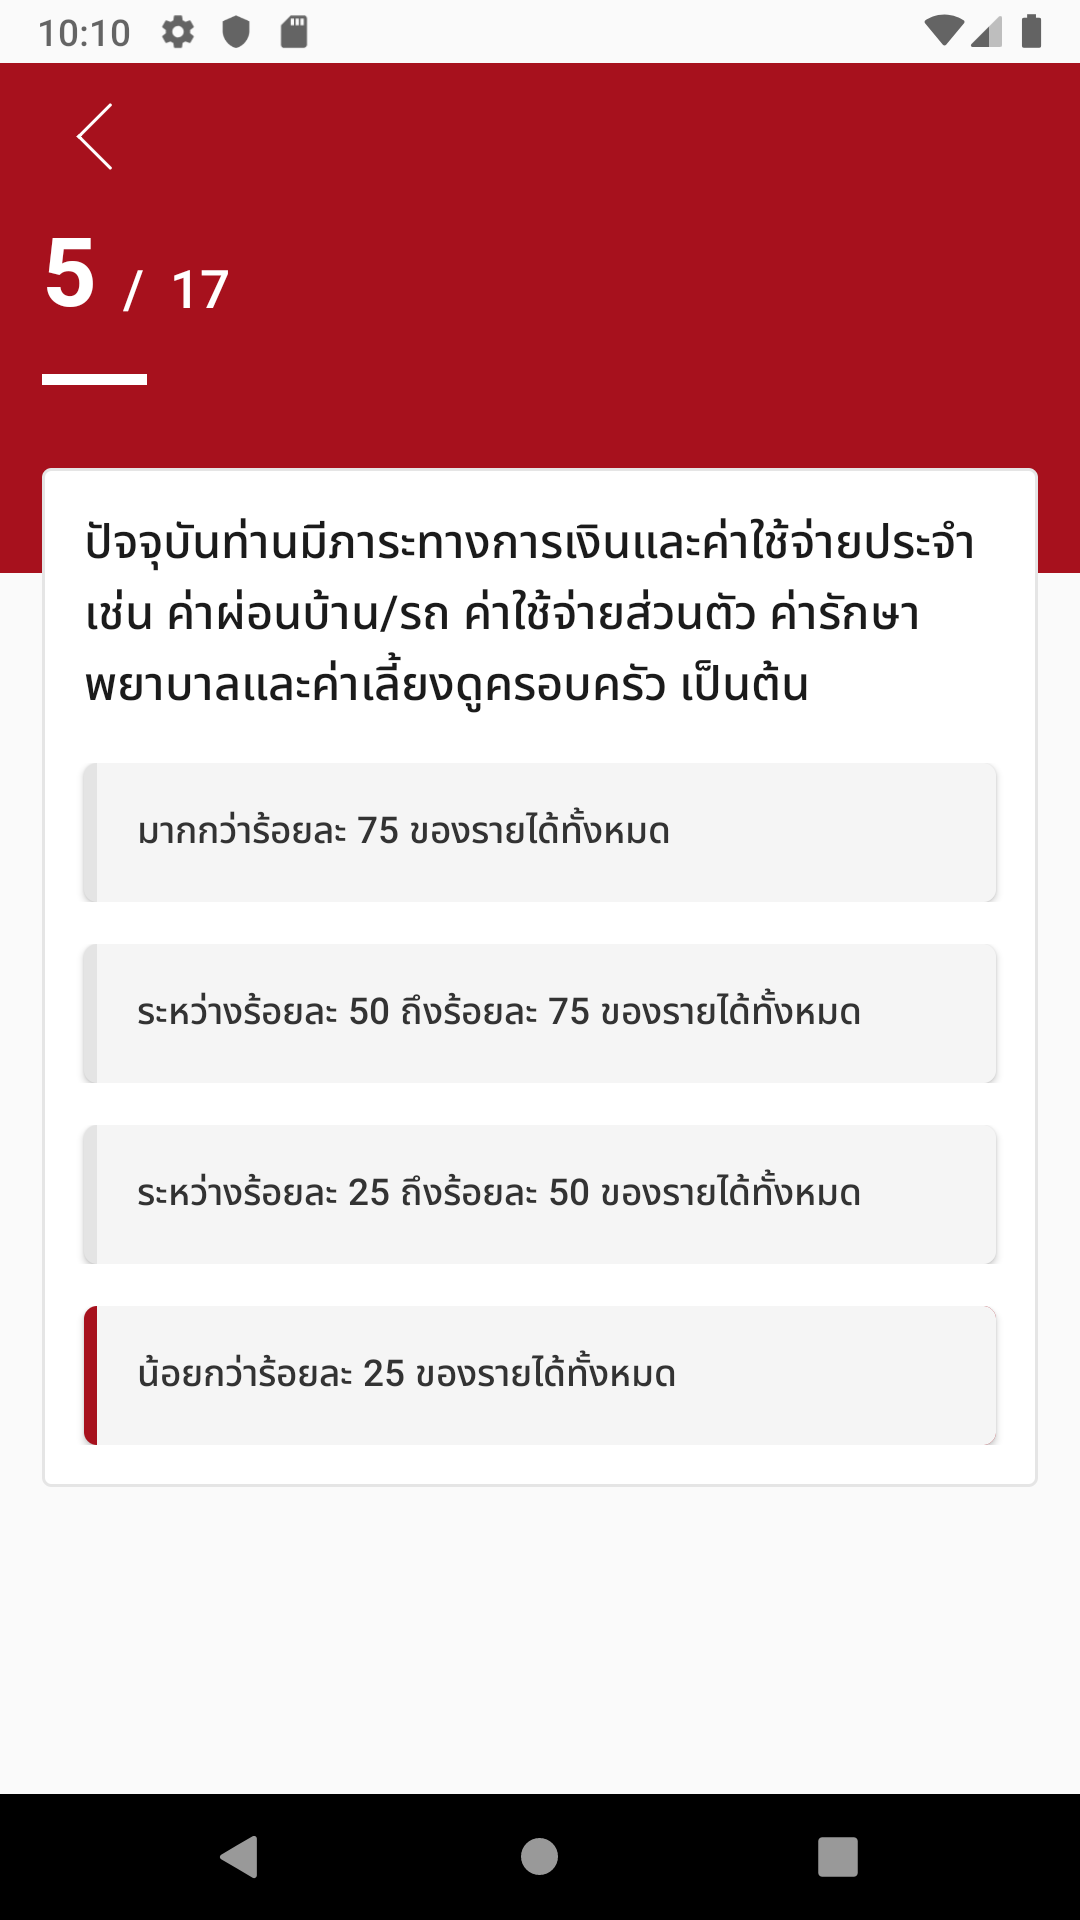 10:10
5 / 17
ปัจจุบันท่านมีภาระทางการเงินและค่าใช้จ่ายประจำ
เช่น ค่าผ่อนบ้าน/รถ ค่าใช้จ่ายส่วนตัว ค่ารักษา
พยาบาลและค่าเลี้ยงดูครอบครัว เป็นต้น
มากกว่าร้อยละ 75 ของรายได้ทั้งหมด
ระหว่างร้อยละ 50 ถึงร้อยละ 75 ของรายได้ทั้งหมด
ระหว่างร้อยละ 25 ถึงร้อยละ 50 ของรายได้ทั้งหมด
น้อยกว่าร้อยละ 25 ของรายได้ทั้งหมด